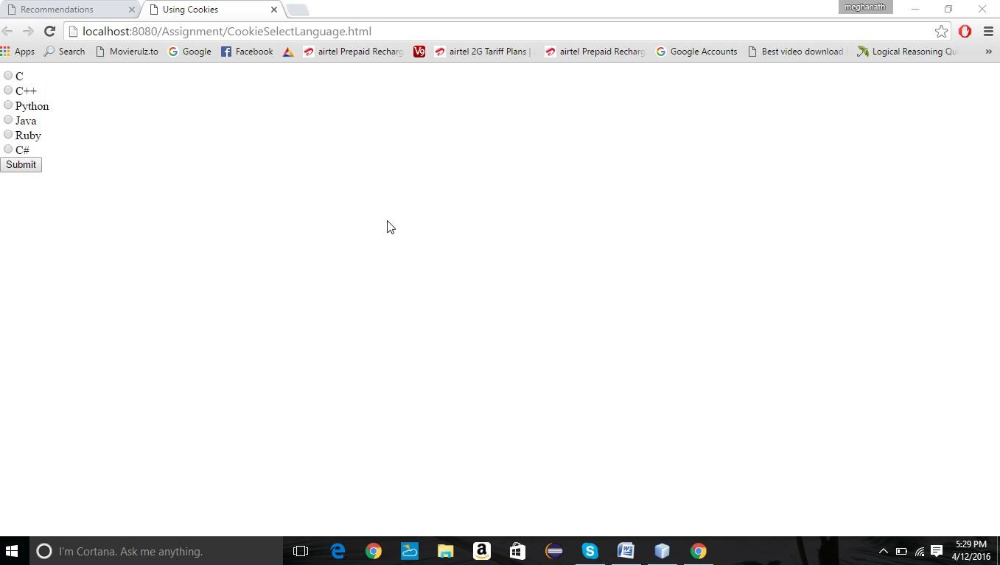 Recommendations Using Cookies meghanath
localhost:8080/Assignment/CookieSelectLanguage.html
Apps Search Movierulz.to Google Facebook airtel Prepaid Recharg V9 airtel 2G Tariff Plans | airtel Prepaid Recharg Google Accounts Best video download Logical Reasoning Qu »
C
C++
Python
Java
Ruby
C#
Submit
I'm Cortana. Ask me anything.
5:29 PM
4/12/2016